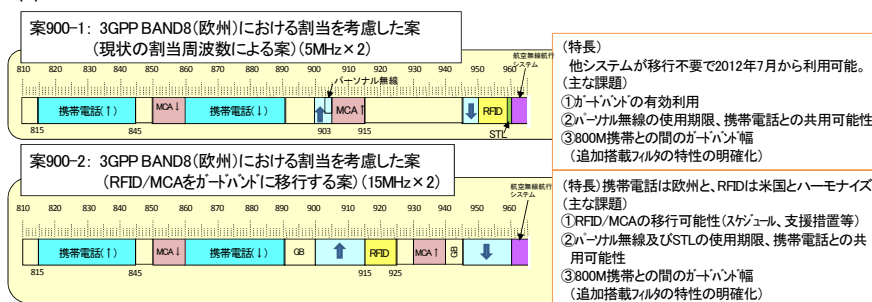 案900-1: 3GPP BAND8(欧州)における割当を考慮した案
(現状の割当周波数による案)(5MHz×2)
航空無線航行
システム
810 820 830 840 850 860 870 880 890 900 910 920 930 940 950 960
パーソナル無線
携帯電話(↑) MCA↓ 携帯電話(↓) MCA↑ RFID
815 845 903 915 STL
(特長)
他システムが移行不要で2012年7月から利用可能。
(主な課題)
①ガードバンドの有効利用
②パーソナル無線の使用期限、携帯電話との共用可能性
③800M携帯との間のガードバンド幅
(追加搭載フィルタの特性の明確化)
案900-2: 3GPP BAND8(欧州)における割当を考慮した案
(RFID/MCAをガードバンドに移行する案)(15MHz×2)
航空無線航行
システム
810 820 830 840 850 860 870 880 890 900 910 920 930 940 950 960
携帯電話(↑) MCA↓ 携帯電話(↓) GB RFID MCA↑ GB
815 845 915 925
(特長)携帯電話は欧州と、RFIDは米国とハーモナイズ
(主な課題)
①RFID/MCAの移行可能性(スケジュール、支援措置等)
②パーソナル無線及びSTLの使用期限、携帯電話との共
用可能性
③800M携帯との間のガードバンド幅
(追加搭載フィルタの特性の明確化)